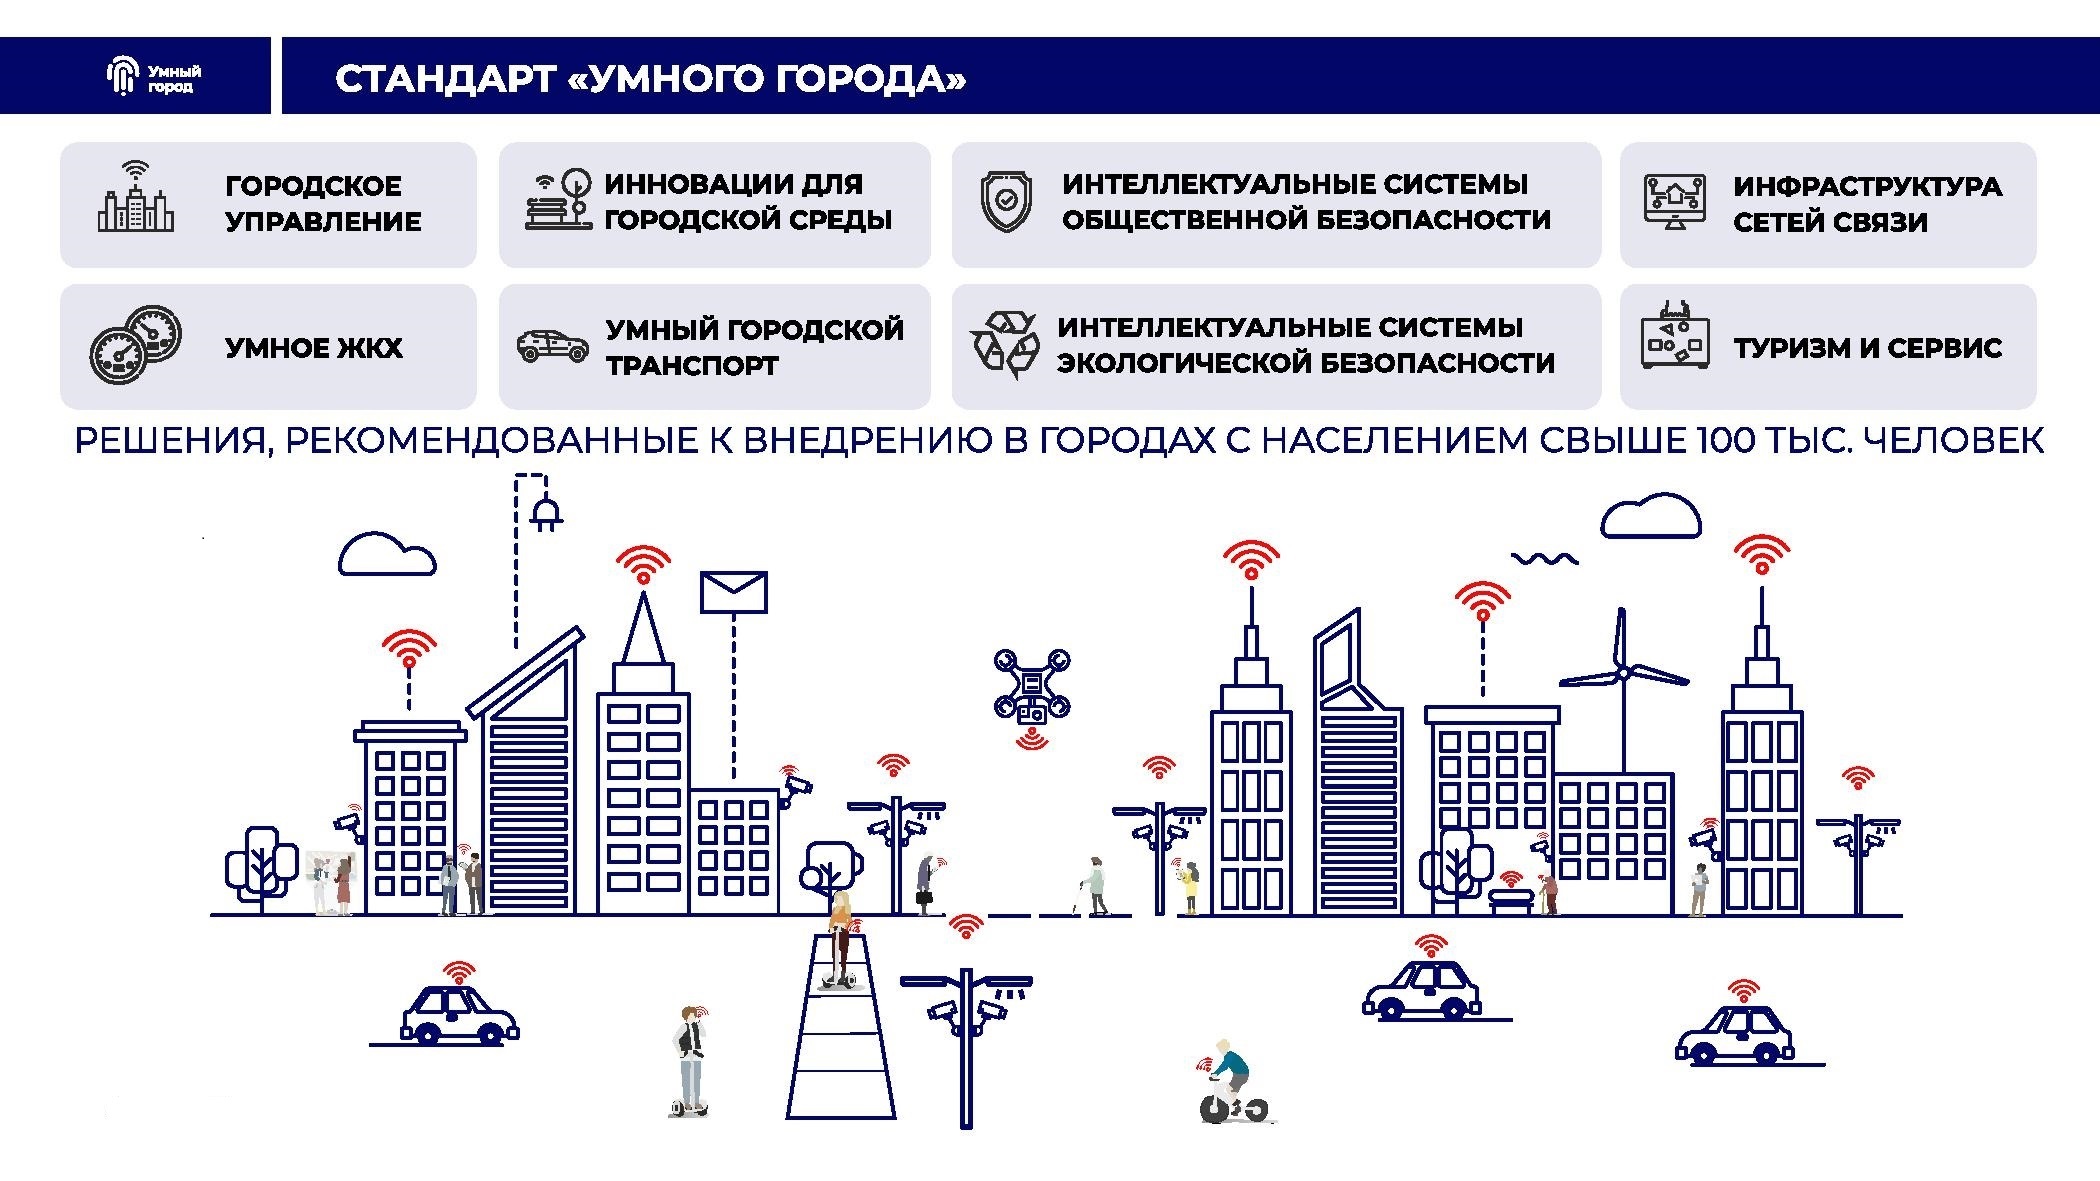 Умный
город
СТАНДАРТ «УМНОГО ГОРОДА»
ГОРОДСКОЕ
УПРАВЛЕНИЕ
ИННОВАЦИИ ДЛЯ
ГОРОДСКОЙ СРЕДЫ
ИНТЕЛЛЕКТУАЛЬНЫЕ СИСТЕМЫ
ОБЩЕСТВЕННОЙ БЕЗОПАСНОСТИ
ИНФРАСТРУКТУРА
СЕТЕЙ СВЯЗИ
УМНОЕ ЖКХ
УМНЫЙ ГОРОДСКОЙ
ТРАНСПОРТ
ИНТЕЛЛЕКТУАЛЬНЫЕ СИСТЕМЫ
ЭКОЛОГИЧЕСКОЙ БЕЗОПАСНОСТИ
ТУРИЗМ И СЕРВИС
РЕШЕНИЯ, РЕКОМЕНДОВАННЫЕ К ВНЕДРЕНИЮ В ГОРОДАХ С НАСЕЛЕНИЕМ СВЫШЕ 100 ТЫС. ЧЕЛОВЕК